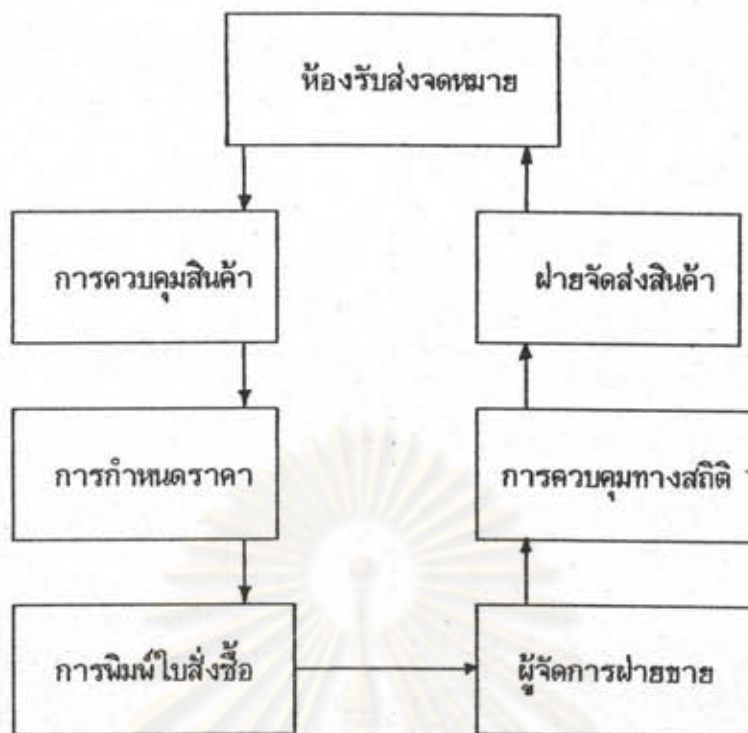 ห้องรับส่งจดหมาย
การควบคุมสินค้า
ฝ่ายจัดส่งสินค้า
การกำหนดราคา
การควบคุมทางสถิติ
การพิมพ์ใบสั่งซื้อ
ผู้จัดการฝ่ายขาย